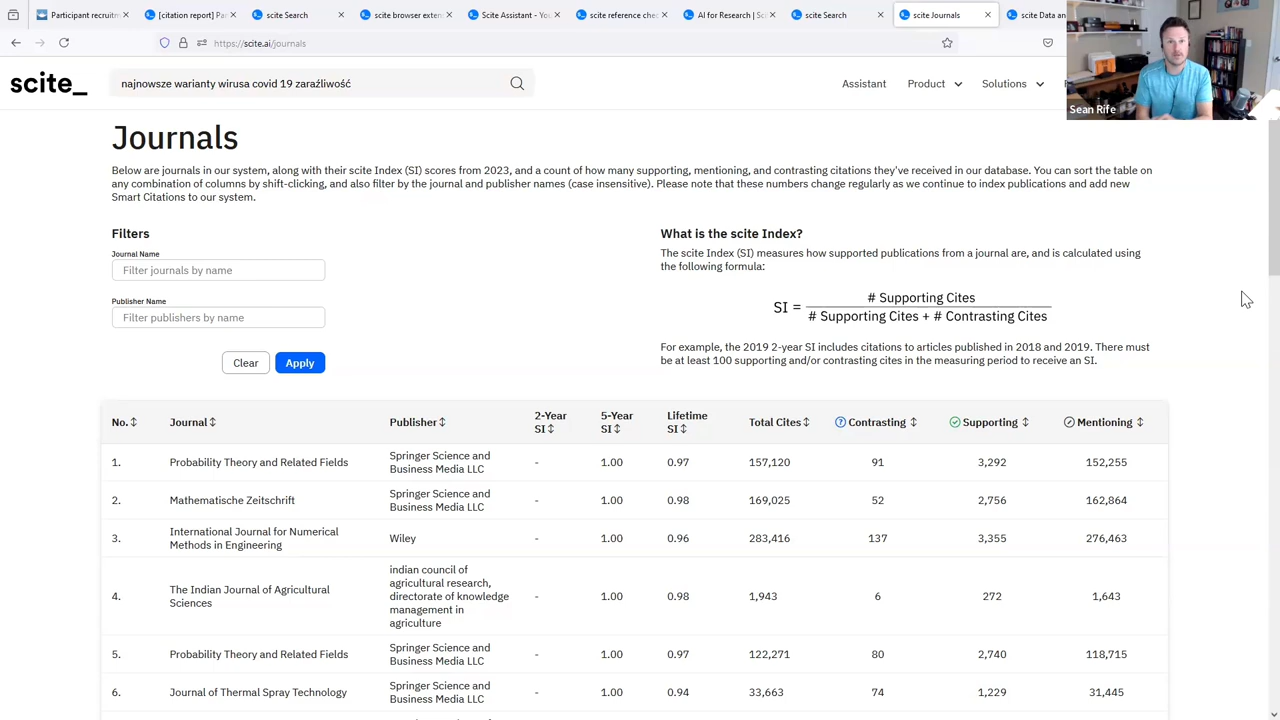 Participant recruitm
[citation report] Par
scite Search
scite browser exten
Scite Assistant - Yo
scite reference che
AI for Research | Sc
scite Search
scite Journals
scite Data an
https://scite.ai/journals
scite_
najnowsze warianty wirusa covid 19 zaraźliwość
Assistant
Product
Solutions
Sean Rife
Journals
Below are journals in our system, along with their scite Index (SI) scores from 2023, and a count of how many supporting, mentioning, and contrasting citations they've received in our database. You can sort the table on
any combination of columns by shift-clicking, and also filter by the journal and publisher names (case insensitive). Please note that these numbers change regularly as we continue to index publications and add new
Smart Citations to our system.
Filters
Journal Name
Filter journals by name
Publisher Name
Filter publishers by name
Clear
Apply
What is the scite Index?
The scite Index (SI) measures how supported publications from a journal are, and is calculated using
the following formula:
SI =
# Supporting Cites
# Supporting Cites + # Contrasting Cites
For example, the 2019 2-year SI includes citations to articles published in 2018 and 2019. There must
be at least 100 supporting and/or contrasting cites in the measuring period to receive an SI.
No. Journal Publisher 2-Year SI 5-Year SI Lifetime SI Total Cites Contrasting Supporting Mentioning
1. Probability Theory and Related Fields Springer Science and Business Media LLC - 1.00 0.97 157,120 91 3,292 152,255
2. Mathematische Zeitschrift Springer Science and Business Media LLC - 1.00 0.98 169,025 52 2,756 162,864
3. International Journal for Numerical Methods in Engineering Wiley - 1.00 0.96 283,416 137 3,355 276,463
4. The Indian Journal of Agricultural Sciences indian council of agricultural research, directorate of knowledge management in agriculture - 1.00 0.98 1,943 6 272 1,643
5. Probability Theory and Related Fields Springer Science and Business Media LLC - 1.00 0.97 122,271 80 2,740 118,715
6. Journal of Thermal Spray Technology Springer Science and Business Media LLC - 1.00 0.94 33,663 74 1,229 31,445